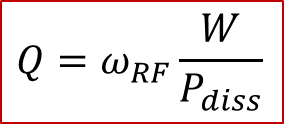 Q = ω_RF W / P_diss